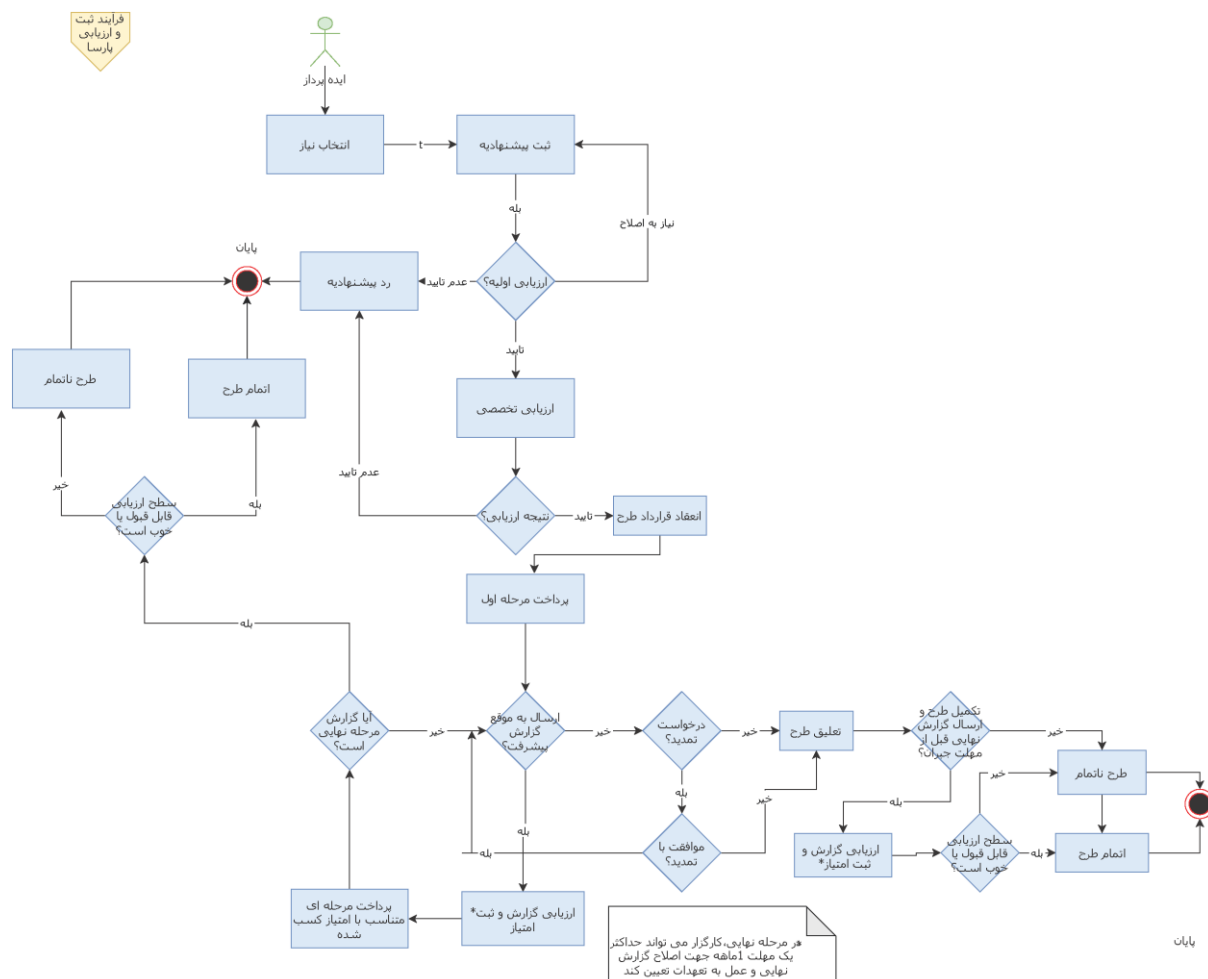 فرآیند ثبت
و ارزیابی
پارسا
ایده پرداز
انتخاب نیاز
t
ثبت پیشنهادیه
بله
نیاز به اصلاح
پایان
رد پیشنهادیه
عدم تایید
ارزیابی اولیه؟
تایید
طرح ناتمام
اتمام طرح
ارزیابی تخصصی
عدم تایید
خیر
بله
سطح ارزیابی
قابل قبول یا
خوب است؟
نتیجه ارزیابی؟
تایید
انعقاد قرارداد طرح
پرداخت مرحله اول
بله
آیا گزارش
مرحله نهایی
است؟
خیر
ارسال به موقع
گزارش
پیشرفت؟
خیر
درخواست
تمدید؟
خیر
تعلیق طرح
تکمیل طرح و
ارسال گزارش
نهایی قبل از
مهلت جبران؟
خیر
طرح ناتمام
بله
خیر
خیر
بله
بله
موافقت با
تمدید؟
بله
ارزیابی گزارش و
ثبت امتیاز*
سطح ارزیابی
قابل قبول یا
خوب است؟
بله
اتمام طرح
پرداخت مرحله ای
متناسب با امتیاز کسب
شده
ارزیابی گزارش و ثبت*
امتیاز
در مرحله نهایی،کارگزار می تواند حداکثر
یک مهلت 1ماهه جهت اصلاح گزارش
نهایی و عمل به تعهدات تعیین کند
پایان